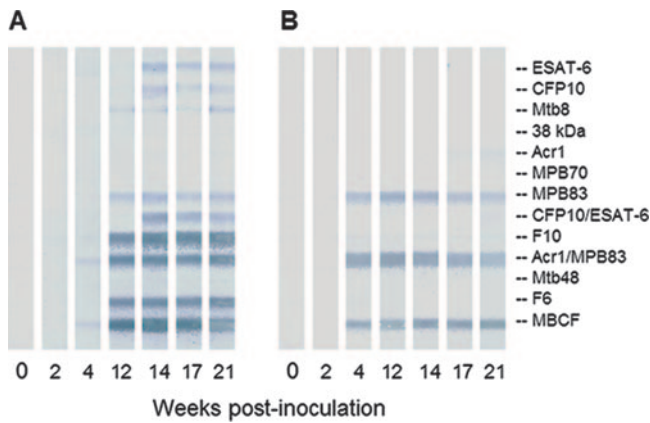 A
B
-- ESAT-6
-- CFP10
-- Mtb8
-- 38 kDa
-- Acr1
-- MPB70
-- MPB83
-- CFP10/ESAT-6
-- F10
-- Acr1/MPB83
-- Mtb48
-- F6
-- MBCF
0 2 4 12 14 17 21
0 2 4 12 14 17 21
Weeks post-inoculation